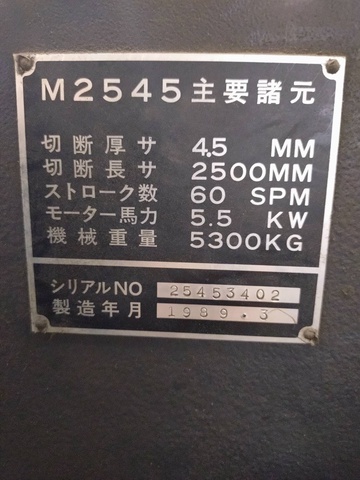 M2545主要諸元
切断厚サ 4.5 MM
切断長サ 2500MM
ストローク数 60 SPM
モーター馬力 5.5 KW
機械重量 5300KG
シリアルNO 25453402
製造年月 1989.3